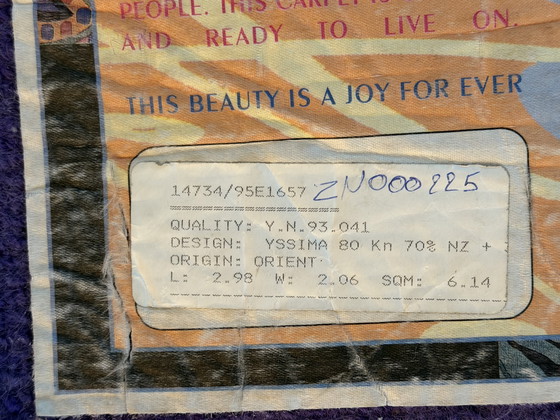 PEOPLE. THIS CARPET IS
AND READY TO LIVE ON.
THIS BEAUTY IS A JOY FOR EVER
14734/95E1657 ZN000225
==============================
QUALITY: Y.N.93.041
DESIGN: YSSIMA 80 Kn 70% NZ +
ORIGIN: ORIENT
L: 2.98 W: 2.06 SQM: 6.14
------------------------------